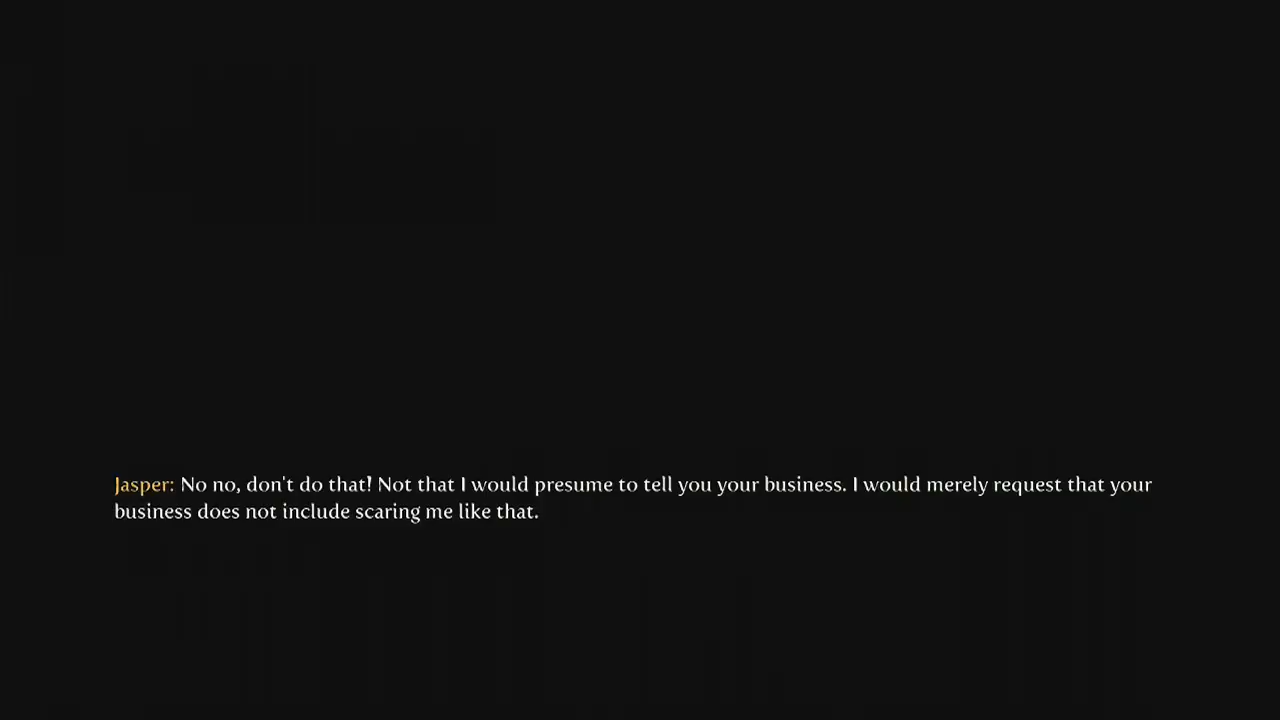 Jasper: No no, don't do that! Not that I would presume to tell you your business. I would merely request that your
business does not include scaring me like that.